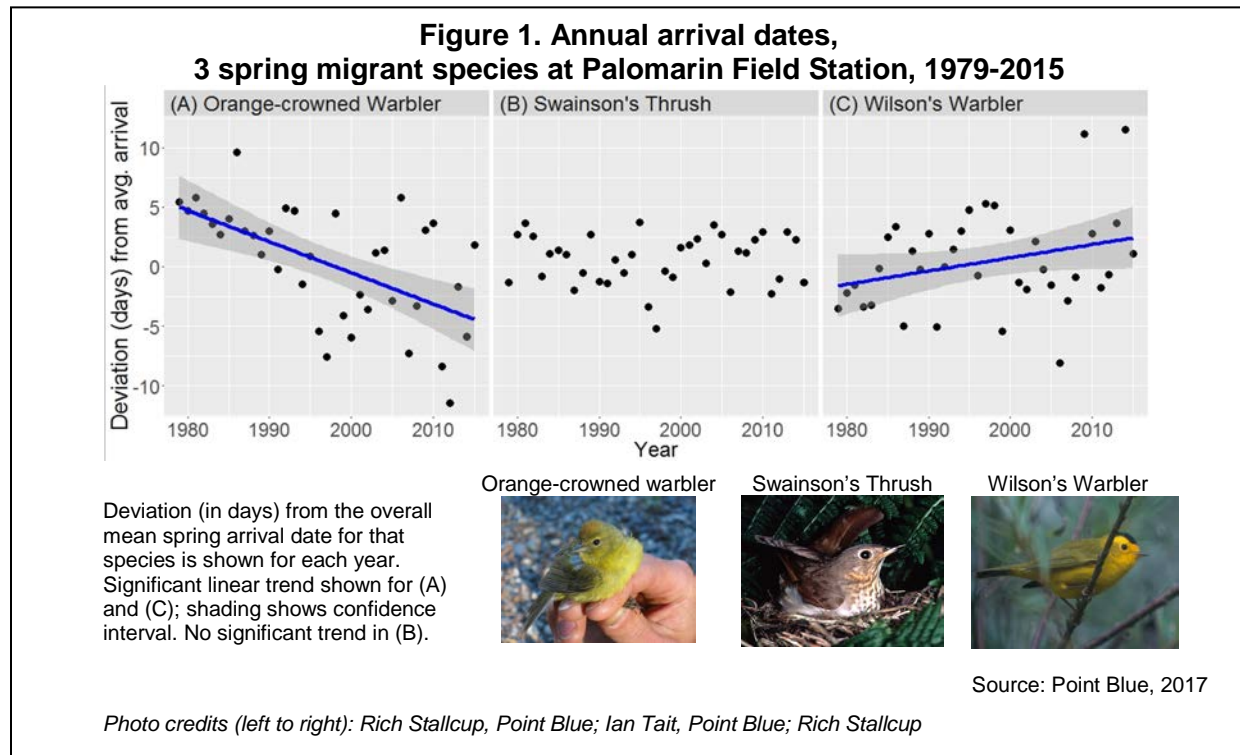 Figure 1. Annual arrival dates,
3 spring migrant species at Palomarin Field Station, 1979-2015
(A) Orange-crowned Warbler
(B) Swainson's Thrush
(C) Wilson's Warbler
Deviation (days) from avg. arrival
10
5
0
-5
-10
1980 1990 2000 2010
1980 1990 2000 2010
1980 1990 2000 2010
Year
Deviation (in days) from the overall
mean spring arrival date for that
species is shown for each year.
Significant linear trend shown for (A)
and (C); shading shows confidence
interval. No significant trend in (B).
Orange-crowned warbler
Swainson's Thrush
Wilson's Warbler
Source: Point Blue, 2017
Photo credits (left to right): Rich Stallcup, Point Blue; Ian Tait, Point Blue; Rich Stallcup